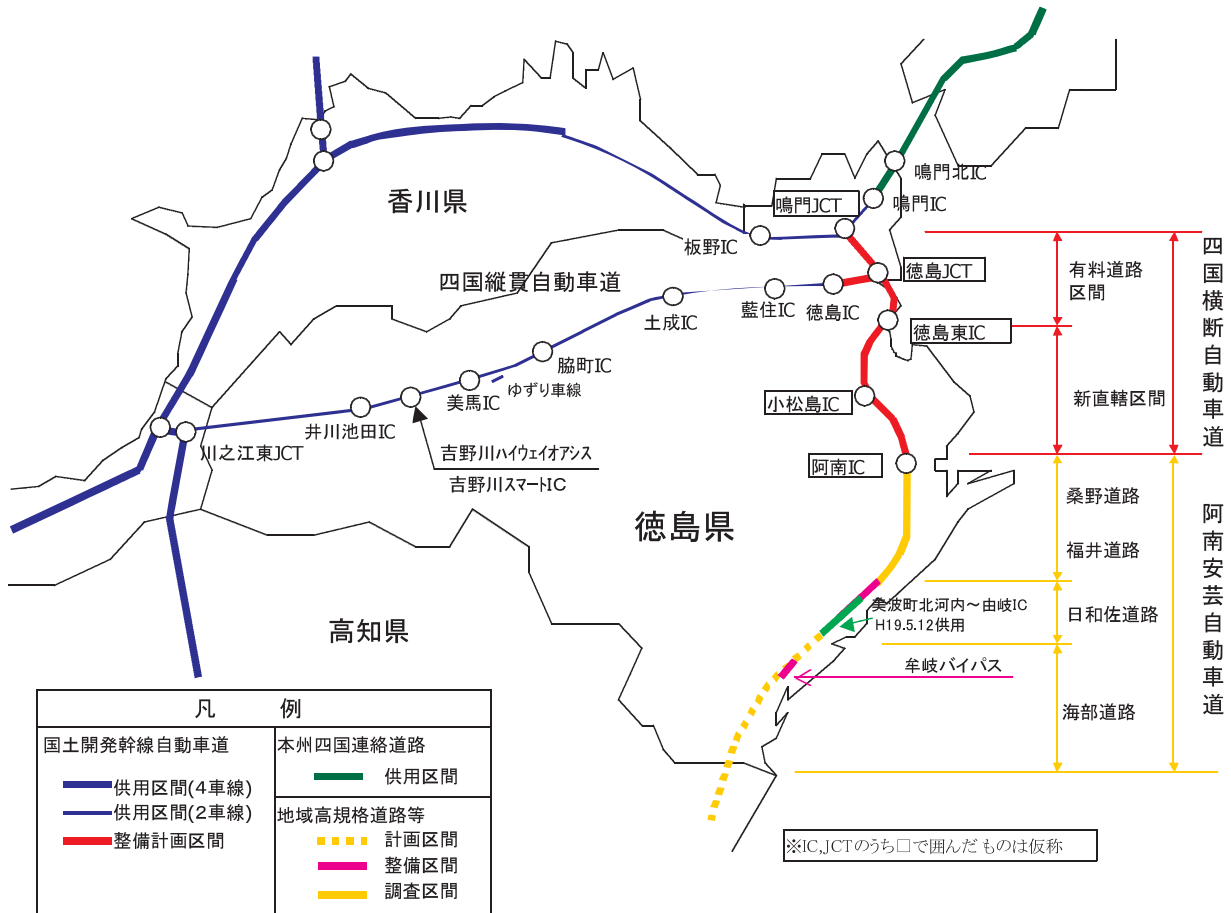 鳴門北IC
鳴門JCT
鳴門IC
香川県
板野IC
徳島JCT
四国縦貫自動車道
藍住IC
徳島IC
土成IC
徳島東IC
脇町IC
ゆずり車線
美馬IC
小松島IC
井川池田IC
川之江東JCT
吉野川ハイウェイオアシス
吉野川スマートIC
阿南IC
徳島県
高知県
美波町北河内～由岐IC
H19.5.12供用
牟岐バイパス
有料道路
区間
新直轄区間
四国横断自動車道
桑野道路
福井道路
日和佐道路
海部道路
阿南安芸自動車道
凡 例
国土開発幹線自動車道
供用区間(4車線)
供用区間(2車線)
整備計画区間
本州四国連絡道路
供用区間
地域高規格道路等
計画区間
整備区間
調査区間
※IC,JCTのうち□で囲んだものは仮称